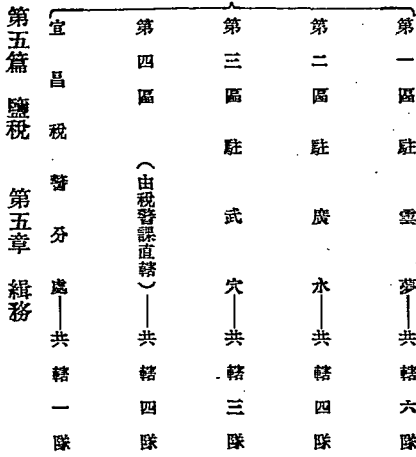 第一區駐雲夢——共轄六隊
第二區駐廣水——共轄四隊
第三區駐武穴——共轄三隊
第四區（由稅警課直轄）——共轄四隊
宜昌稅警分處——共轄一隊
第五篇 鹽稅 第五章 緝務